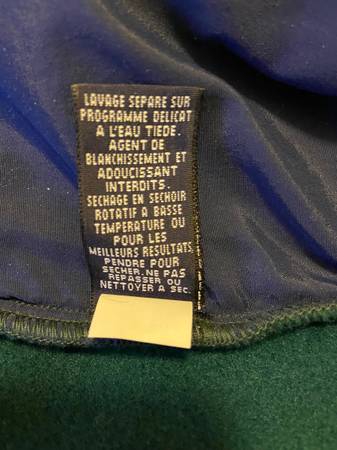 LAVAGE SEPARE SUR
PROGRAMME DELICAT
A L'EAU TIEDE.
AGENT DE
BLANCHISSEMENT ET
ADOUCISSANT
INTERDITS.
SECHAGE EN SECHOIR
ROTATIF A BASSE
TEMPERATURE OU
POUR LES
MEILLEURS RESULTATS,
PENDRE POUR
SECHER. NE PAS
REPASSER OU
NETTOYER A SEC.